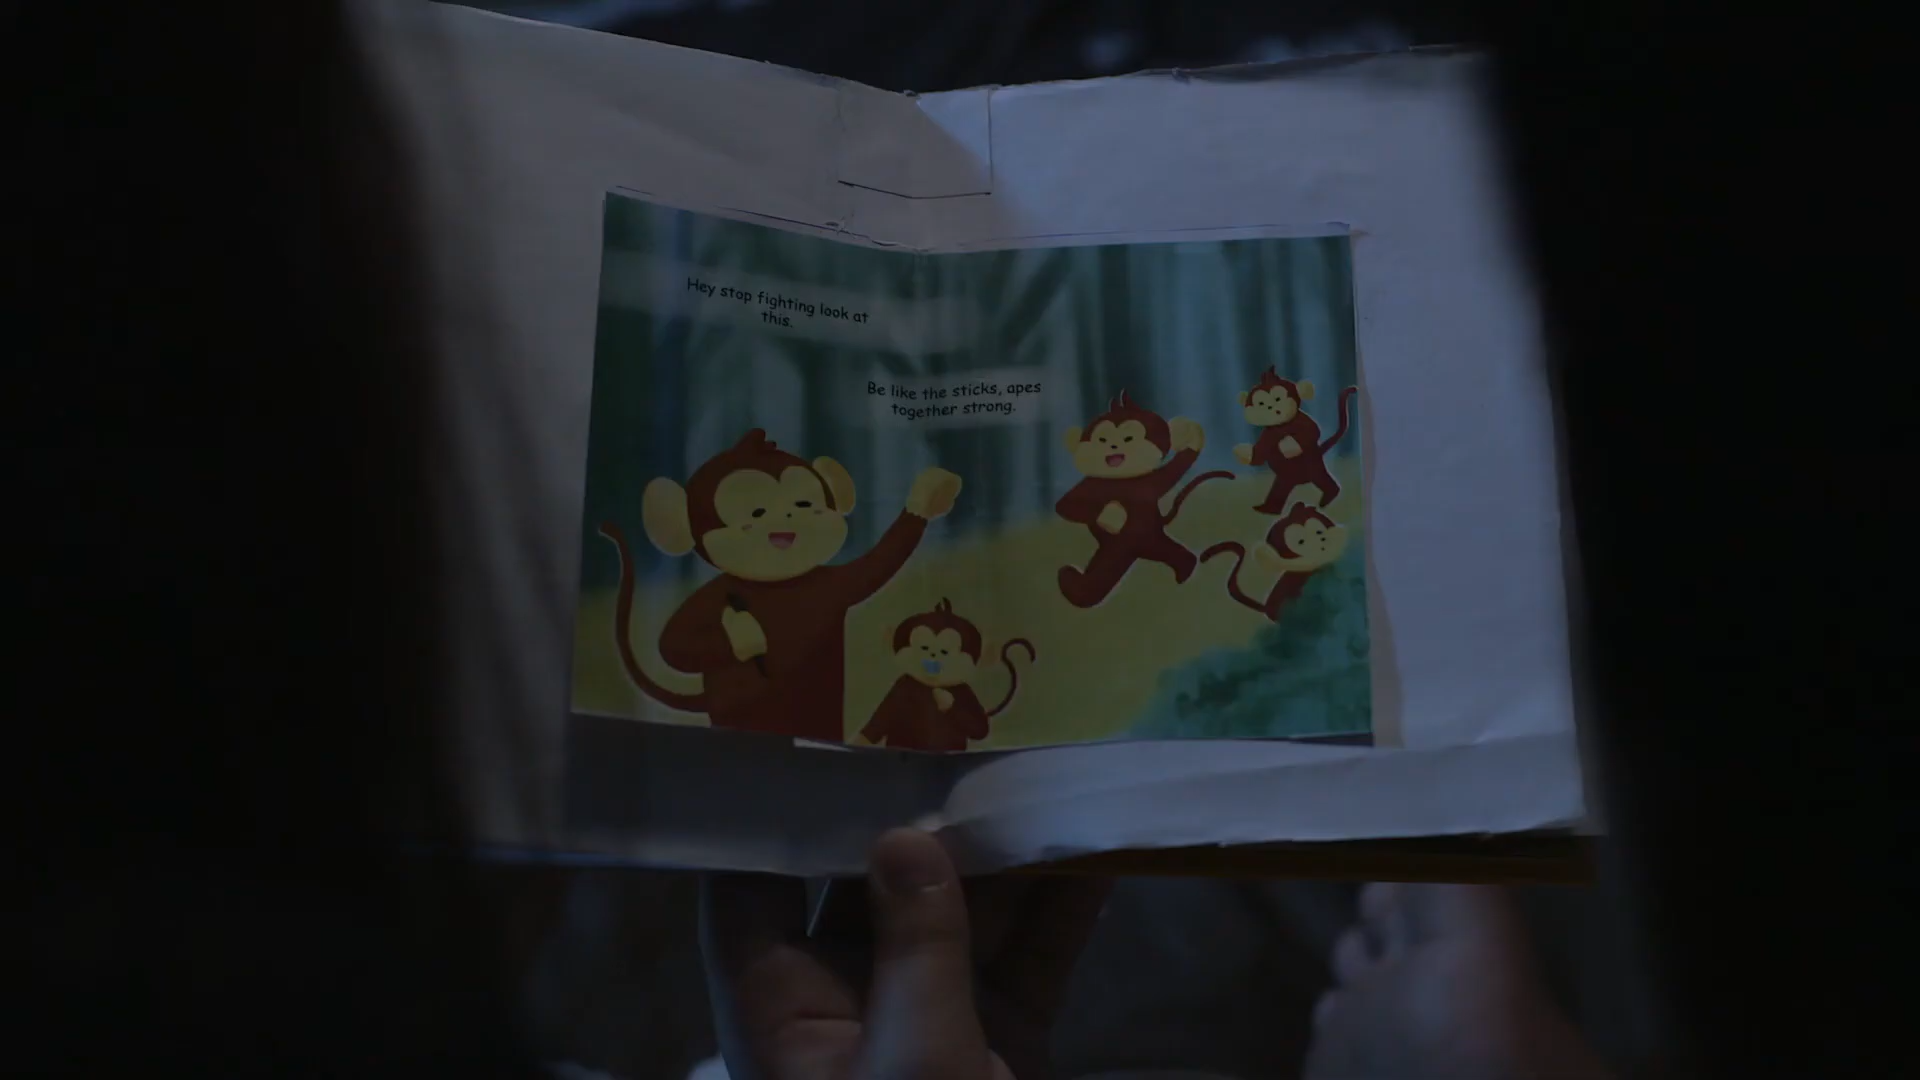 Hey stop fighting look at
this.
Be like the sticks, apes
together strong.